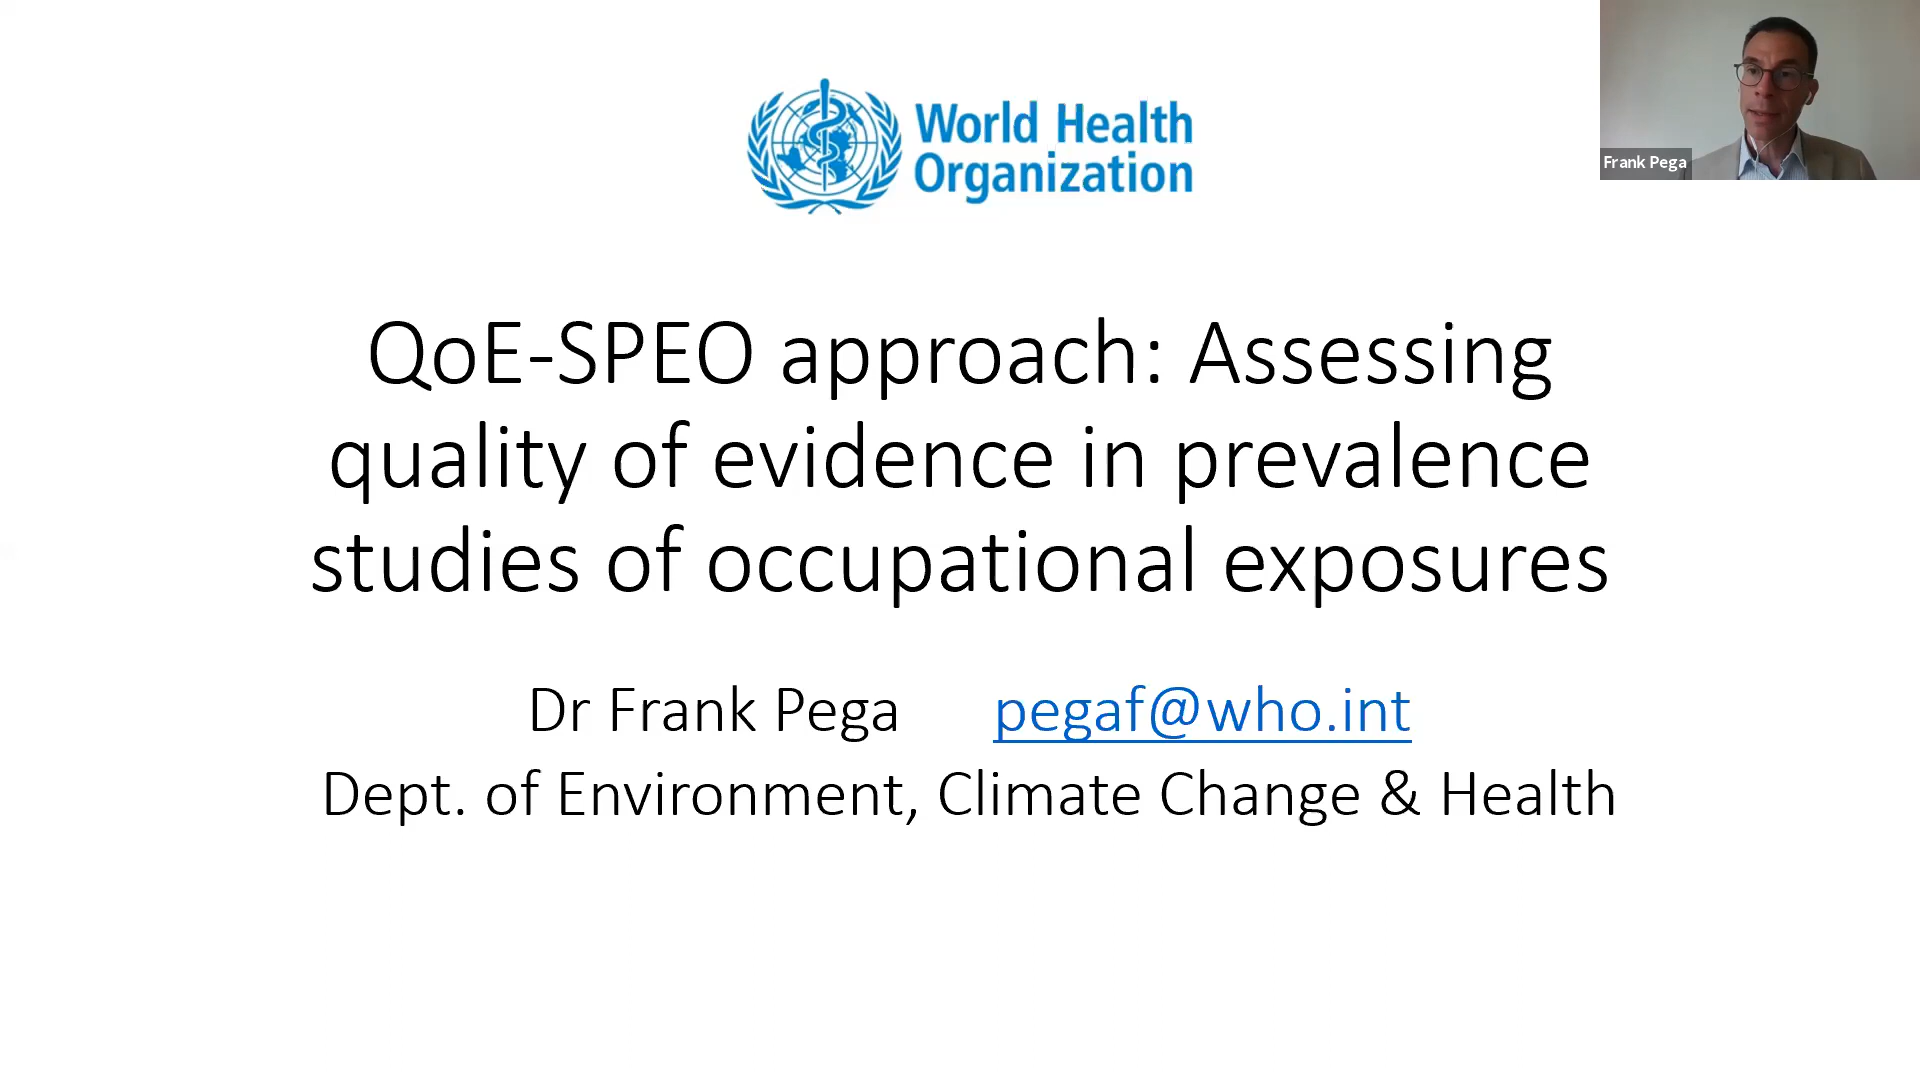 World Health
Organization
Frank Pega
QoE-SPEO approach: Assessing
quality of evidence in prevalence
studies of occupational exposures
Dr Frank Pega pegaf@who.int
Dept. of Environment, Climate Change & Health